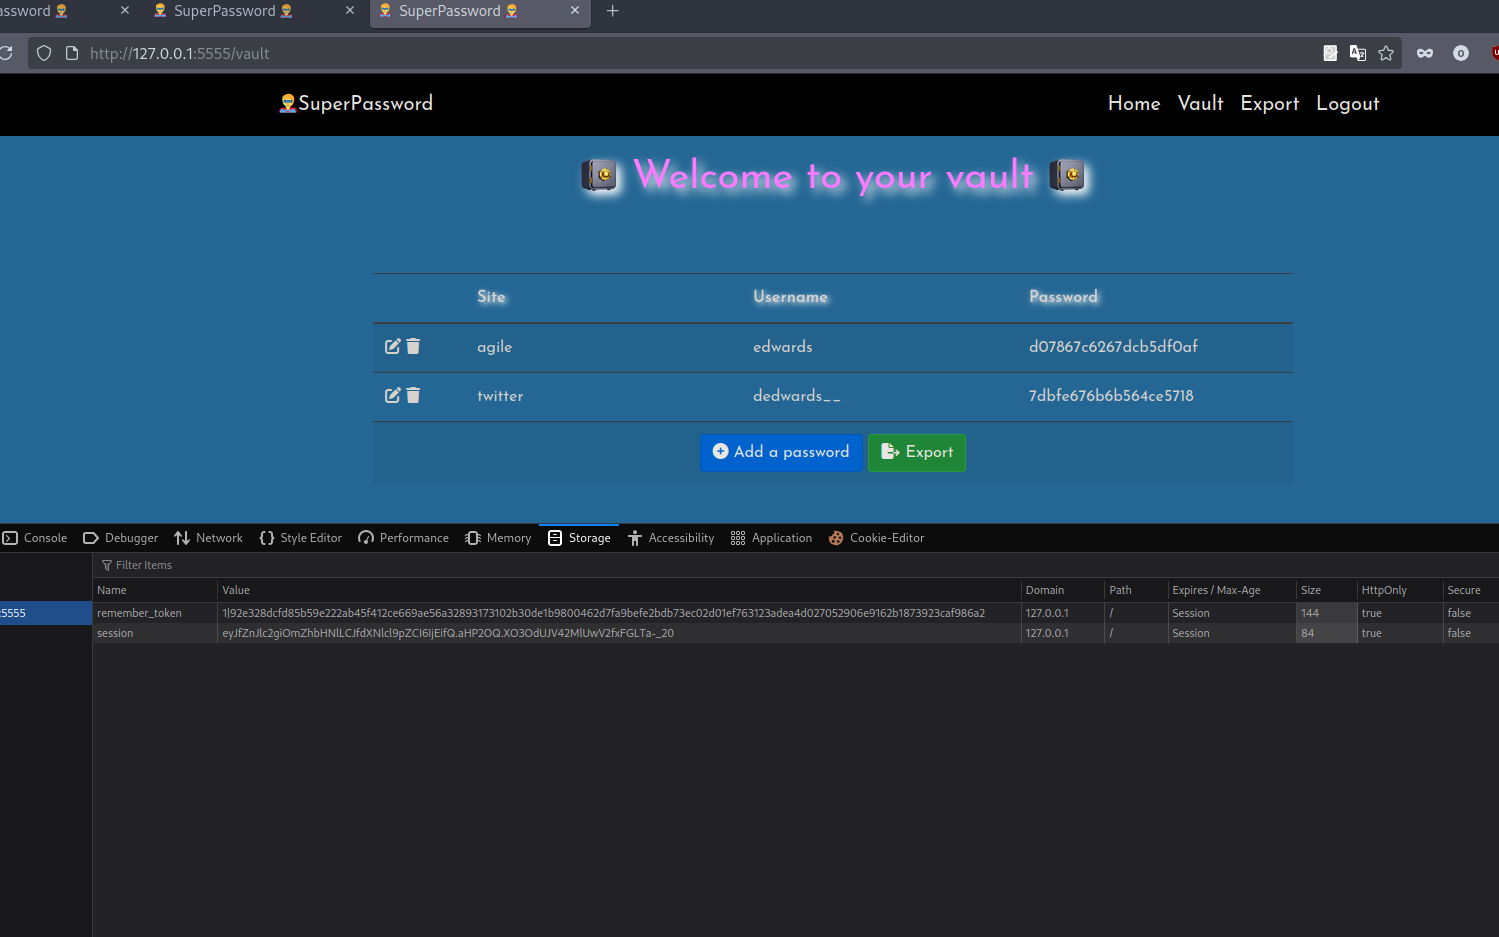 assword
SuperPassword
SuperPassword
http://127.0.0.1:5555/vault
SuperPassword
Home Vault Export Logout
Welcome to your vault
Site Username Password
agile edwards d07867c6267dcb5df0af
twitter dedwards__ 7dbfe676b6b564ce5718
Add a password Export
Console Debugger Network Style Editor Performance Memory Storage Accessibility Application Cookie-Editor
Filter Items
Name Value Domain Path Expires / Max-Age Size HttpOnly Secure
:5555 remember_token 1|92e328dcfd85b59e222ab45f412ce669ae56a32893173102b30de1b9800462d7fa9befe2bdb73ec02d01ef763123adea4d027052906e9162b1873923caf986a2 127.0.0.1 / Session 144 true false
session 127.0.0.1 / Session 84 true false